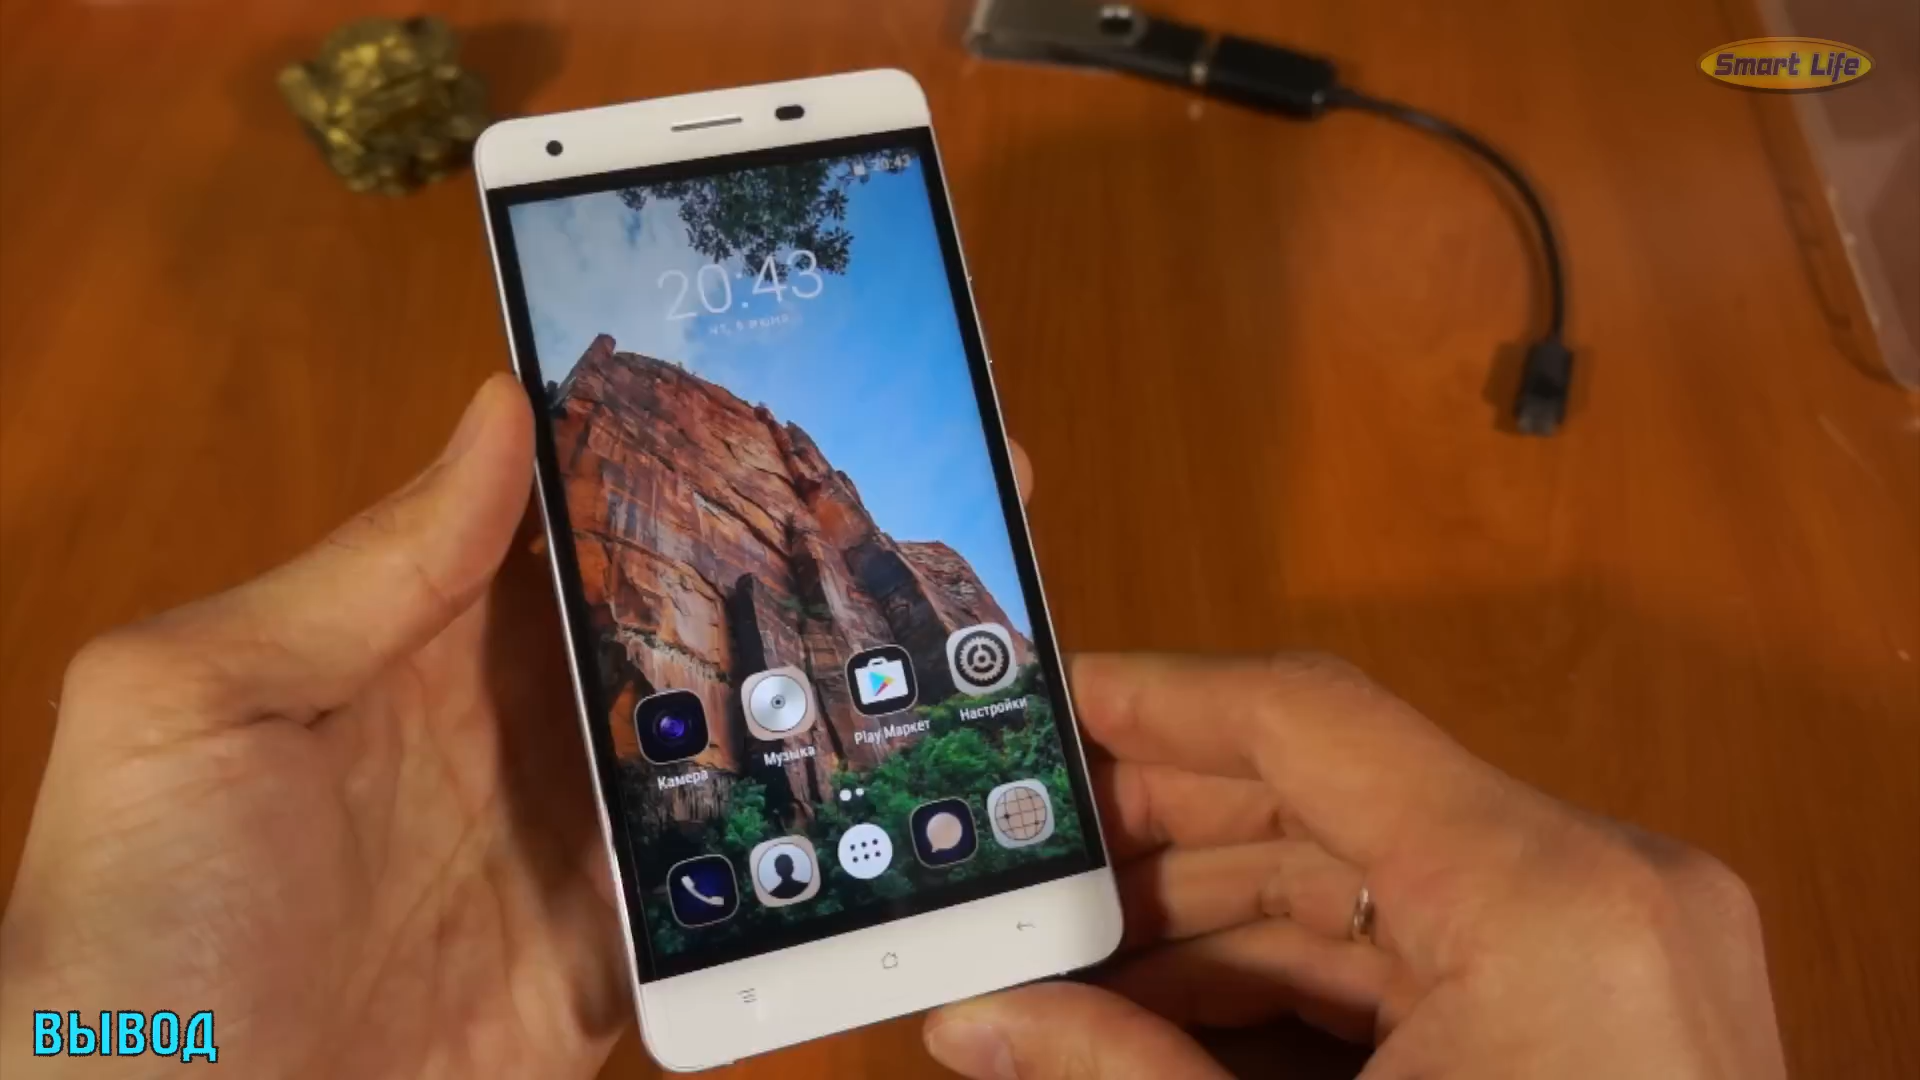 Smart Life
20:43
20:43
Камера
Музыка
Play Маркет
Настройки
ВЫВОД